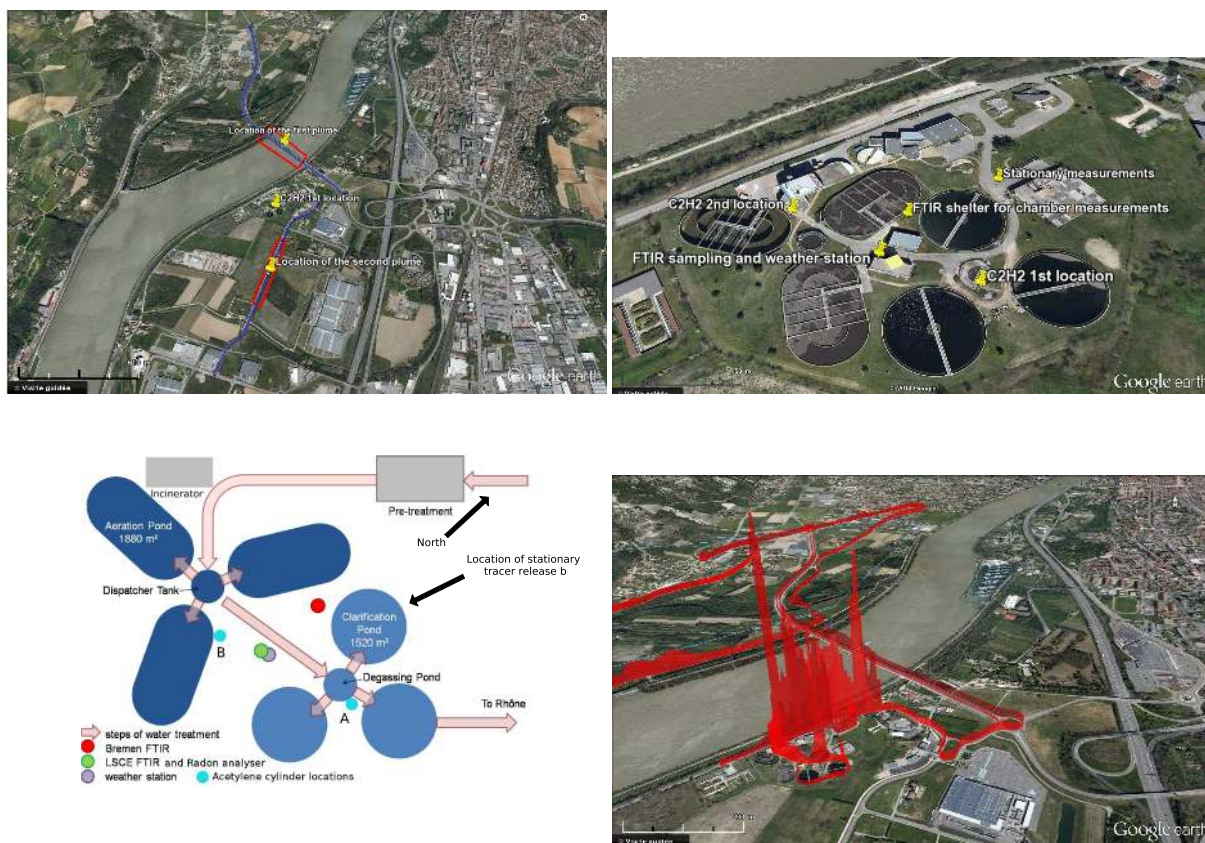 Location of the first plume
C2H2 1st location
Location of the second plume
© Visite guidée
Google earth
Stationary measurements
C2H2 2nd location
FTIR shelter for chamber measurements
FTIR sampling and weather station
C2H2 1st location
Google earth
Incinerator
Pre-treatment
Aeration Pond
1880 m²
North
Location of stationary
tracer release b
Dispatcher Tank
Clarification
Pond
1520 m²
B
Degassing Pond
A
To Rhône
steps of water treatment
Bremen FTIR
LSCE FTIR and Radon analyser
weather station
Acetylene cylinder locations
Google earth
© Visite guidée